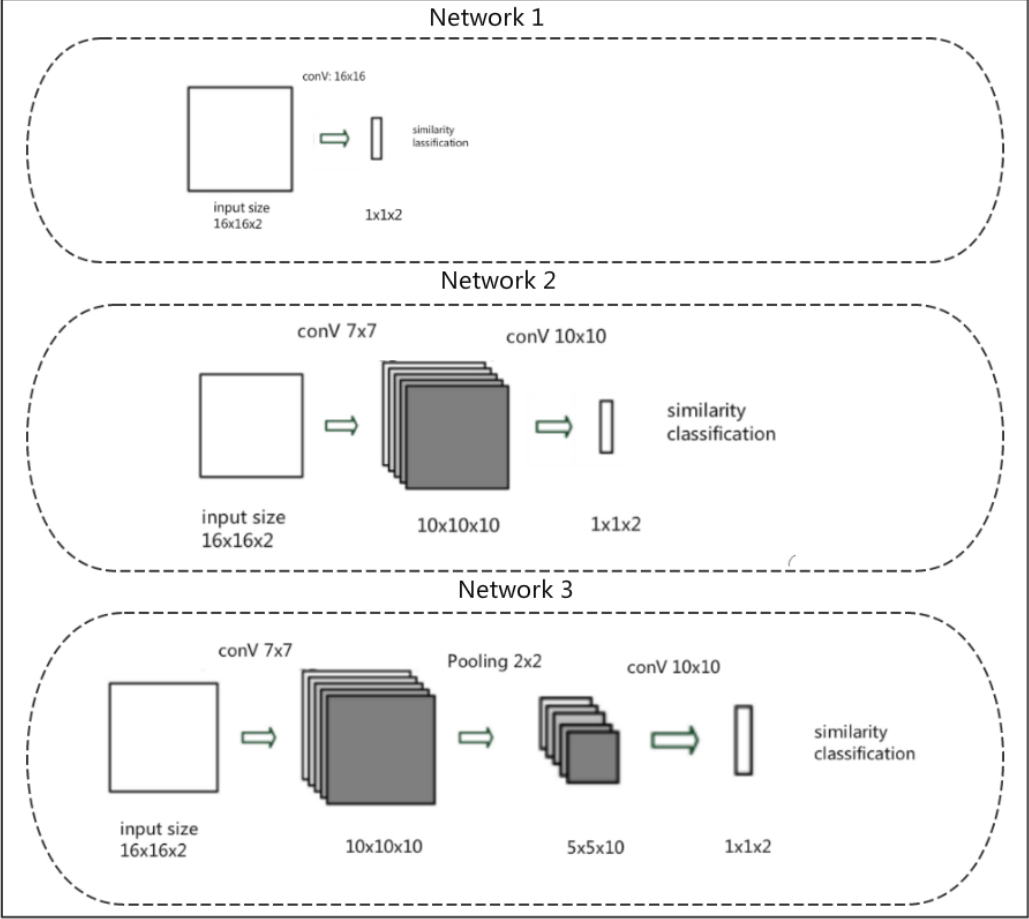 Network 1
conV: 16x16
similarity
lassification
input size
16x16x2
1x1x2
Network 2
conV 7x7
conV 10x10
similarity
classification
input size
16x16x2
10x10x10
1x1x2
Network 3
conV 7x7
Pooling 2x2
conV 10x10
similarity
classification
input size
16x16x2
10x10x10
5x5x10
1x1x2